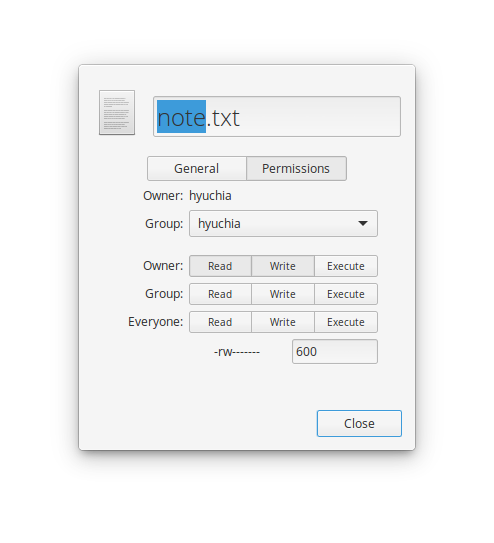 note.txt
General Permissions
Owner: hyuchia
Group: hyuchia
Owner: Read Write Execute
Group: Read Write Execute
Everyone: Read Write Execute
-rw------- 600
Close